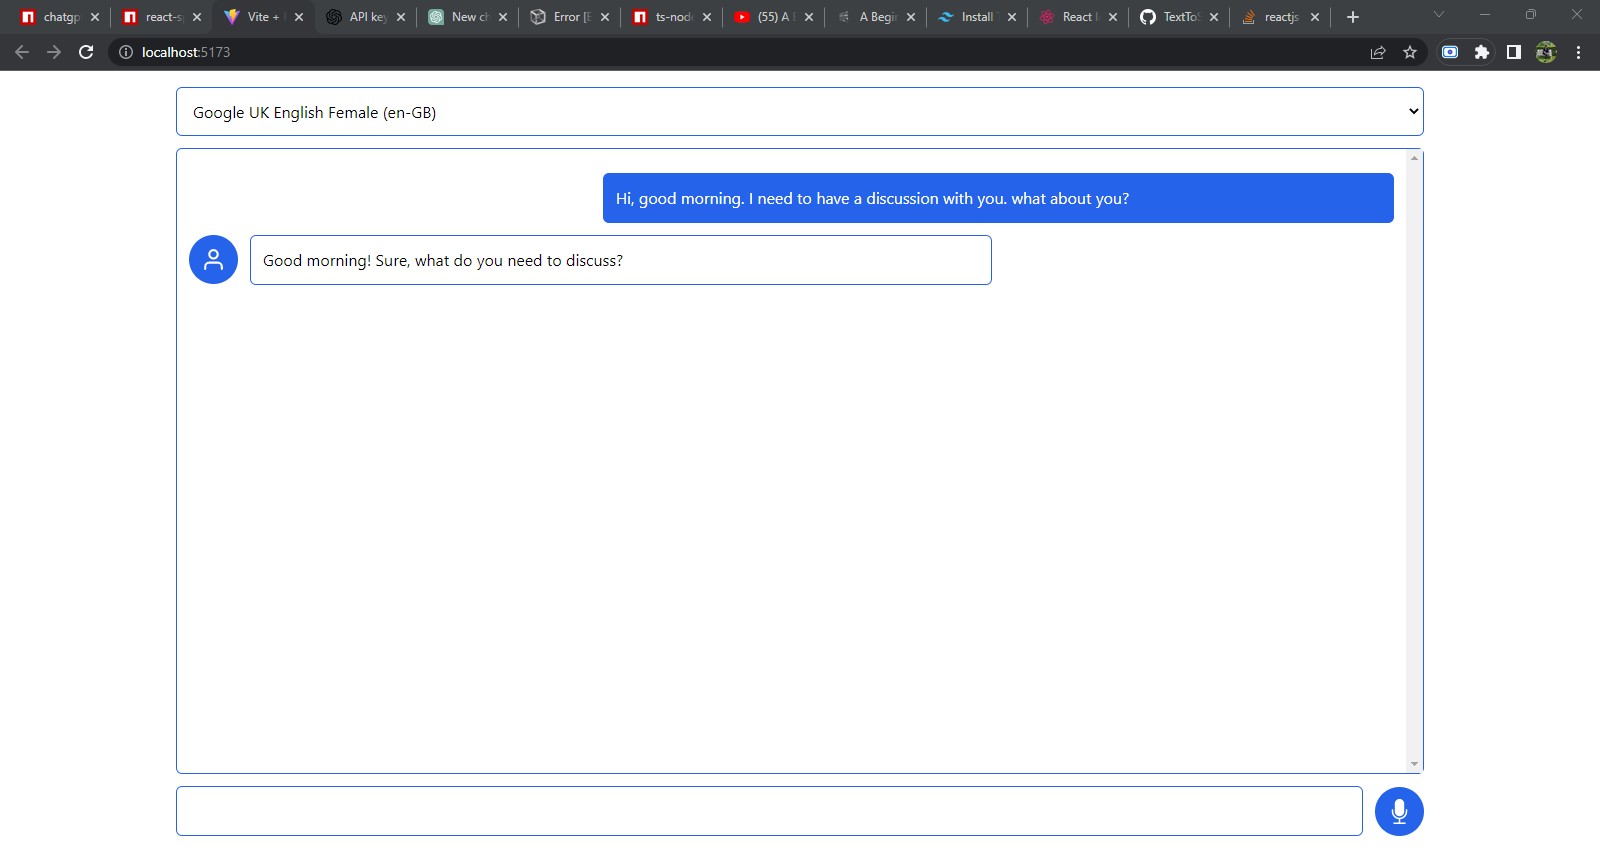 chatgp
react-s
Vite +
API key
New ch
Error [E
ts-nod
(55) A
A Begi
Install
React
TextTo
reactjs
localhost:5173
Google UK English Female (en-GB)
Hi, good morning. I need to have a discussion with you. what about you?
Good morning! Sure, what do you need to discuss?